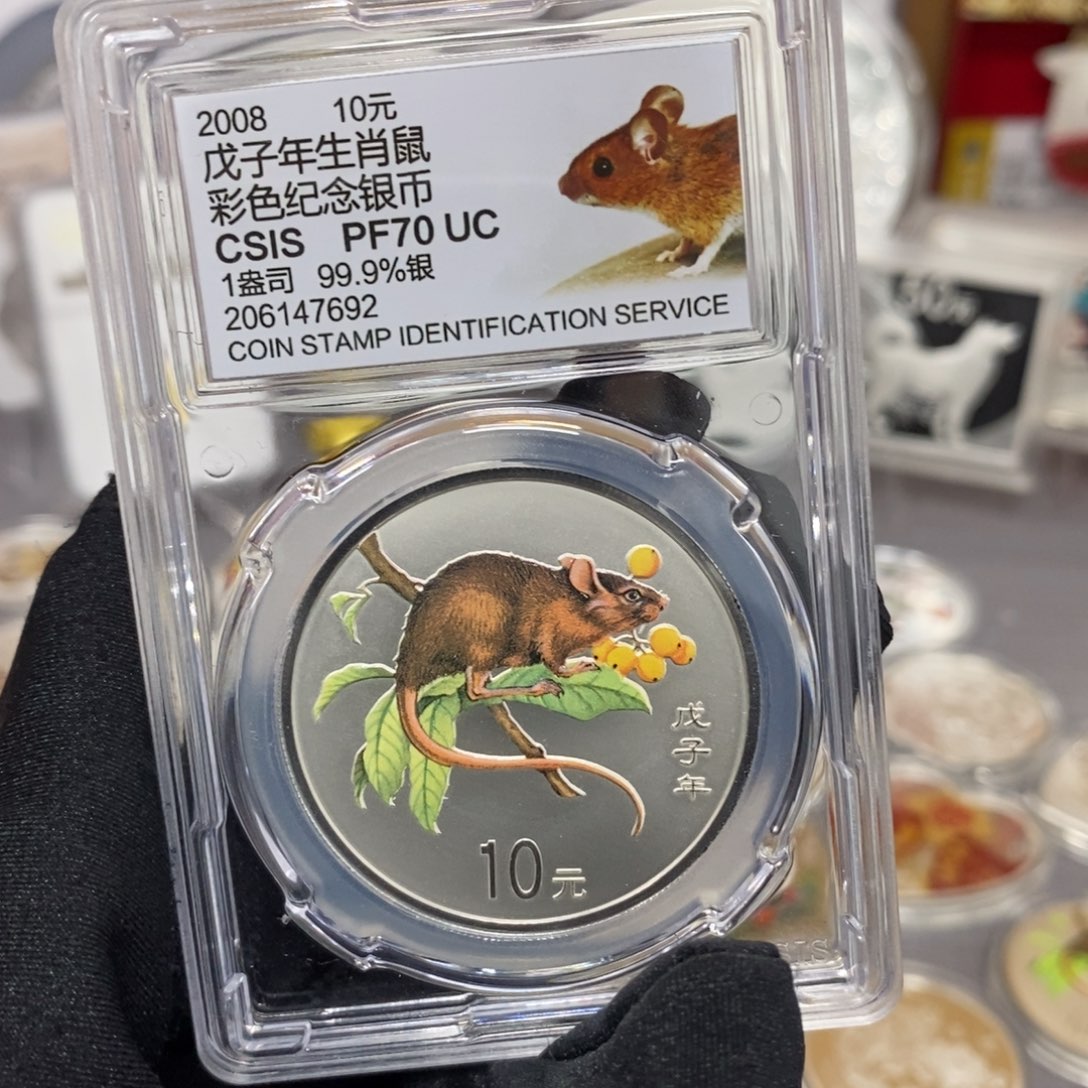 2008 10元
戊子年生肖鼠
彩色纪念银币
CSIS PF70 UC
1盎司 99.9%银
206147692
COIN STAMP IDENTIFICATION SERVICE
戊子年
10元